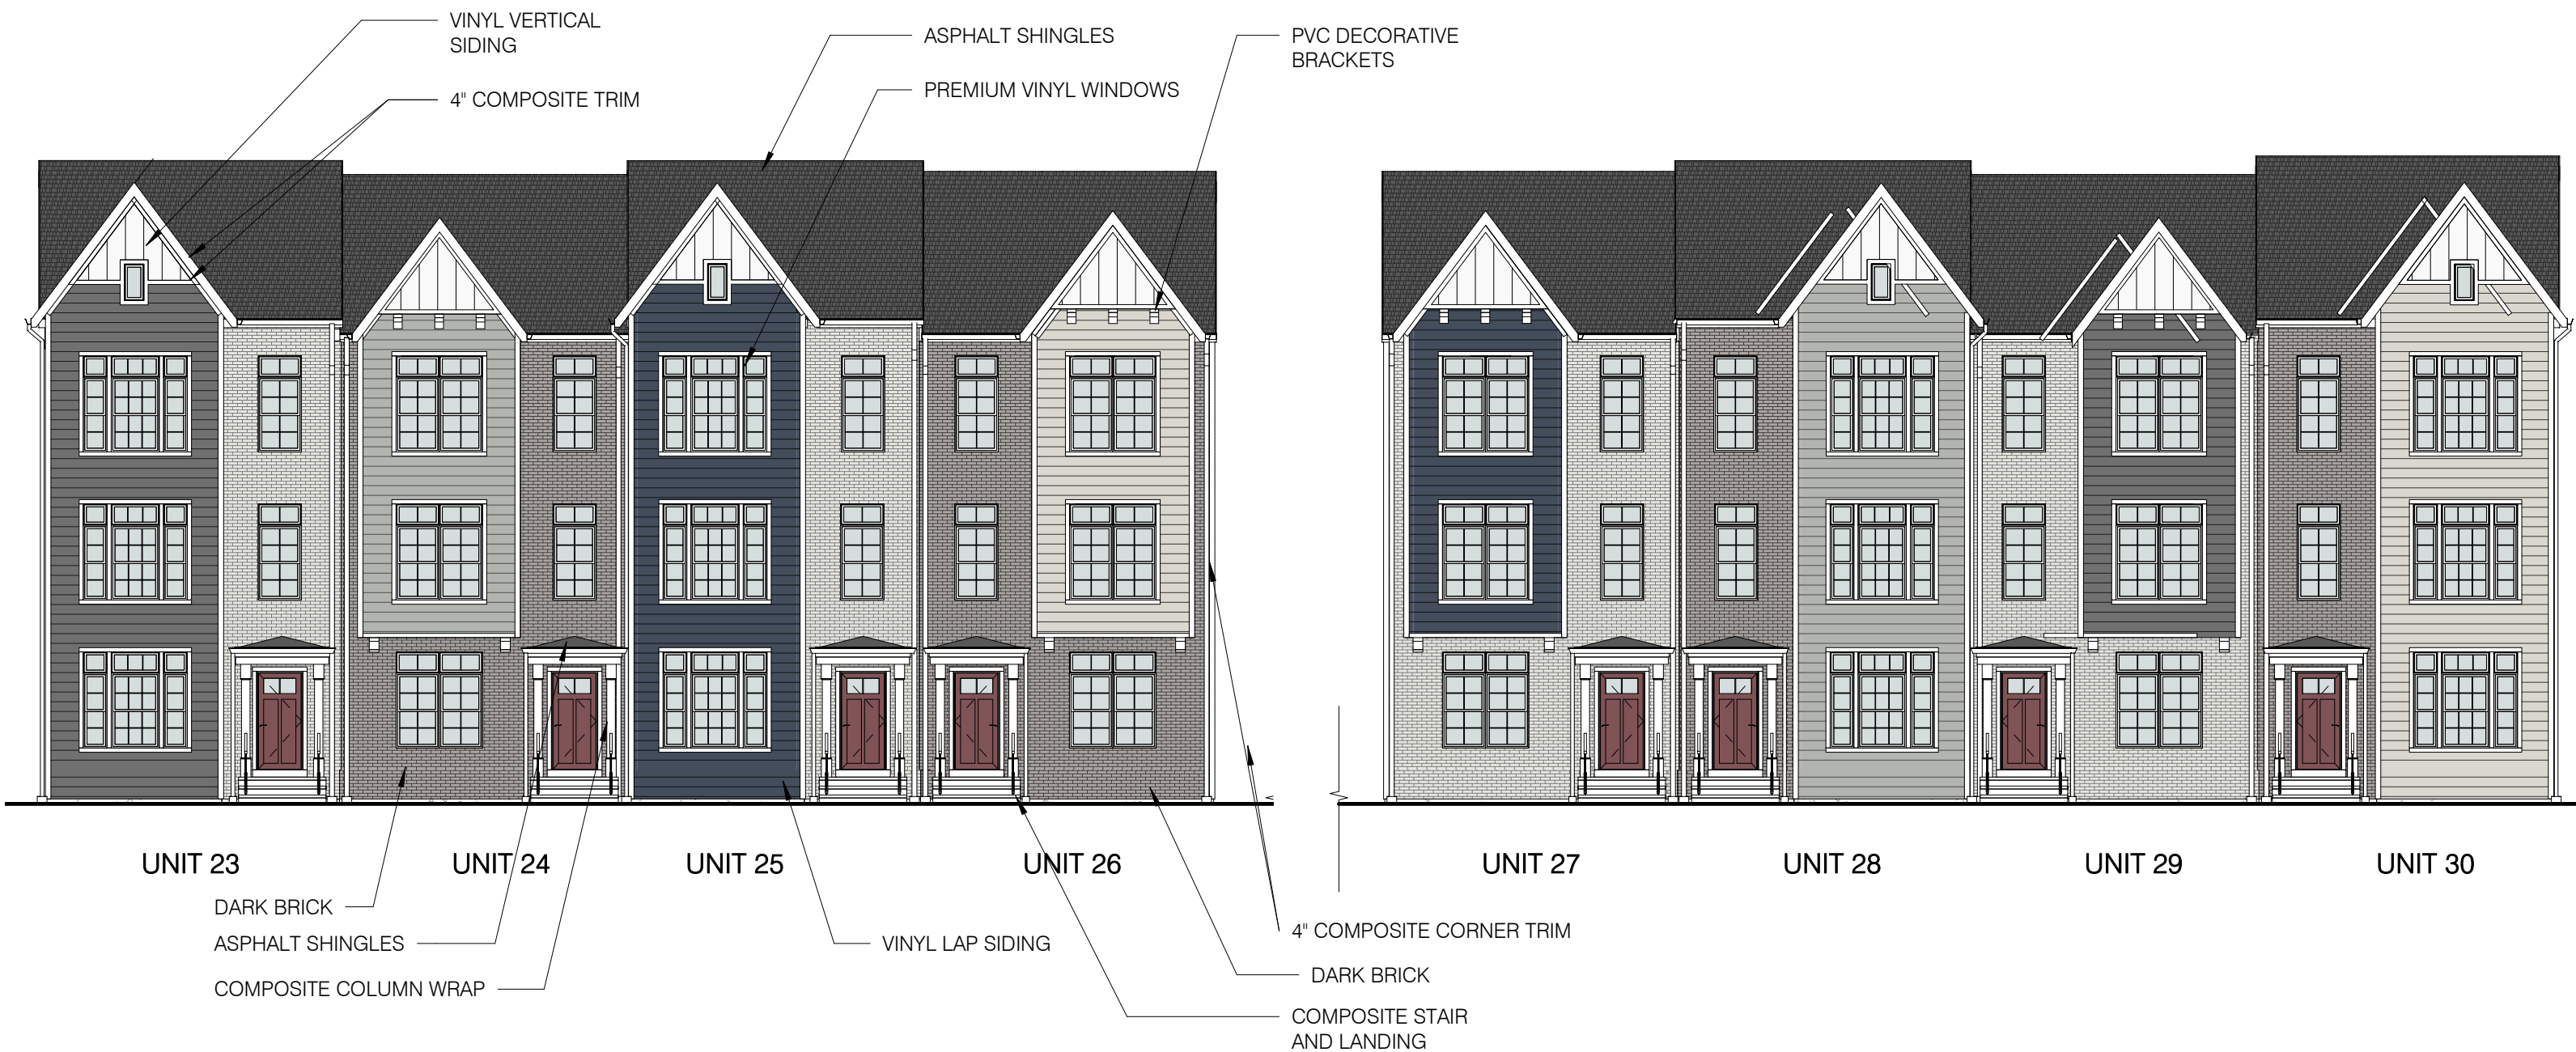 VINYL VERTICAL
SIDING
4" COMPOSITE TRIM
ASPHALT SHINGLES
PREMIUM VINYL WINDOWS
PVC DECORATIVE
BRACKETS
UNIT 23
UNIT 24
UNIT 25
UNIT 26
UNIT 27
UNIT 28
UNIT 29
UNIT 30
DARK BRICK
ASPHALT SHINGLES
COMPOSITE COLUMN WRAP
VINYL LAP SIDING
4" COMPOSITE CORNER TRIM
DARK BRICK
COMPOSITE STAIR
AND LANDING